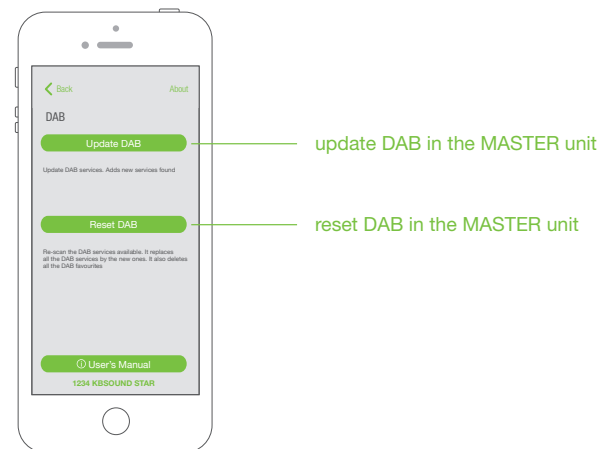 Back
About
DAB
Update DAB
update DAB in the MASTER unit
Update DAB services. Adds new services found
Reset DAB
reset DAB in the MASTER unit
Re-scan the DAB services available. It replaces
all the DAB services by the new ones. It also deletes
all the DAB favourites
User's Manual
1234 KBSOUND STAR